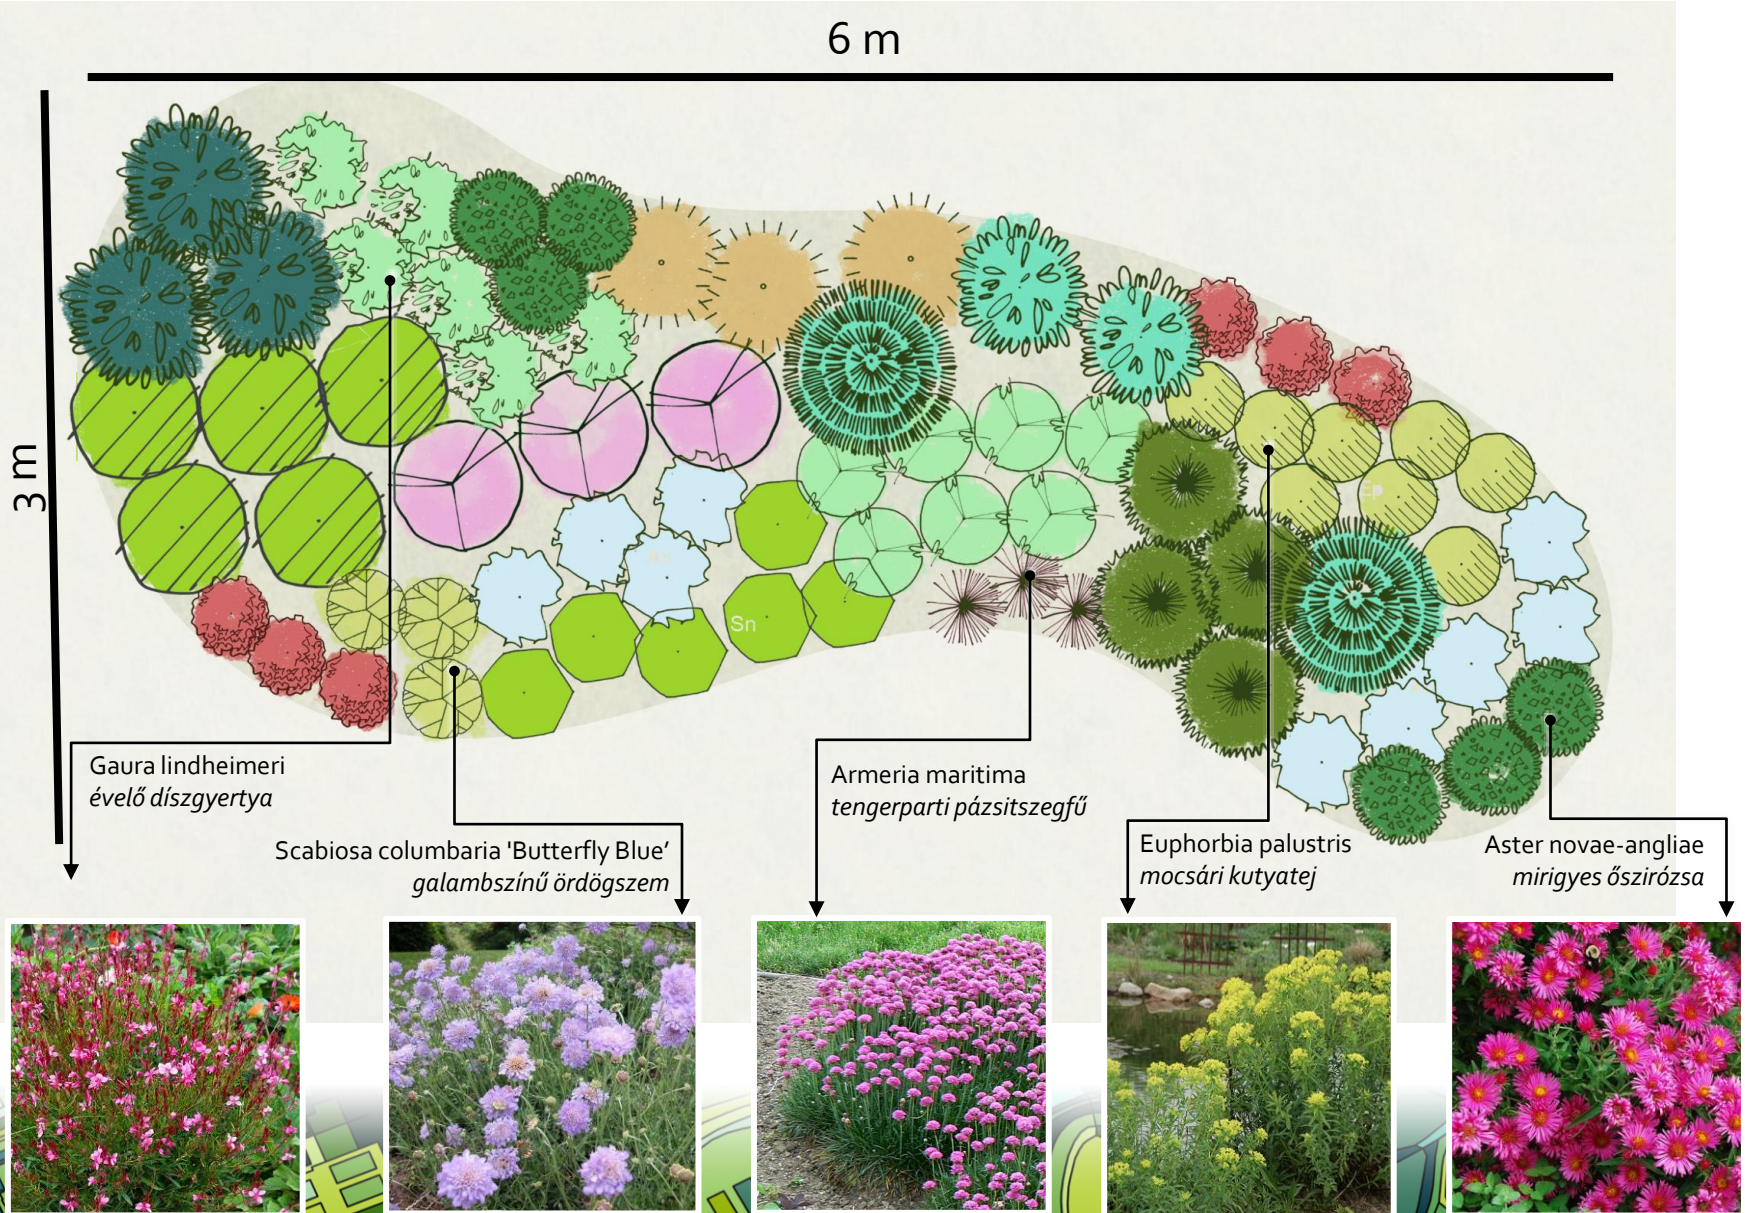 6 m
3 m
Ep
Sn
Gaura lindheimeri
évelő díszgyertya
Scabiosa columbaria 'Butterfly Blue’
galambszínű ördögszem
Armeria maritima
tengerparti pázsitszegfű
Euphorbia palustris
mocsári kutyatej
Aster novae-angliae
mirigyes őszirózsa